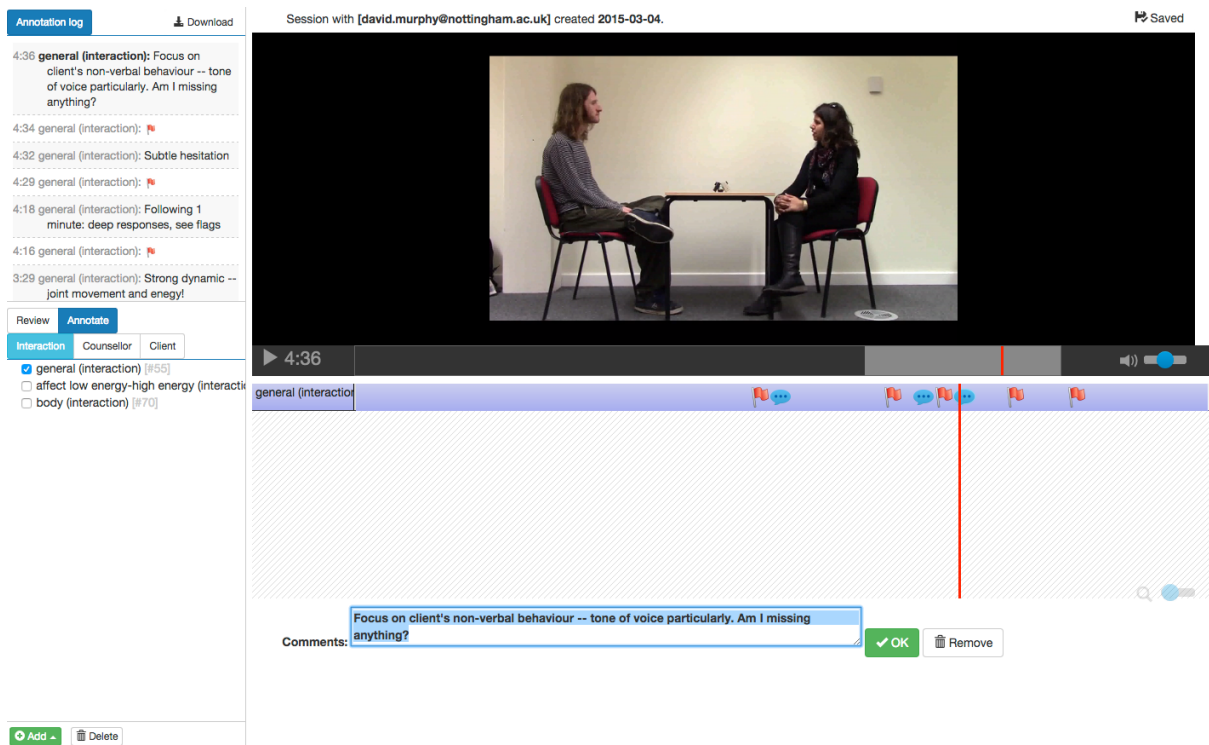 Annotation log
Download
Session with [david.murphy@nottingham.ac.uk] created 2015-03-04.
Saved
4:36 general (interaction): Focus on
client's non-verbal behaviour -- tone
of voice particularly. Am I missing
anything?
4:34 general (interaction):
4:32 general (interaction): Subtle hesitation
4:29 general (interaction):
4:18 general (interaction): Following 1
minute: deep responses, see flags
4:16 general (interaction):
3:29 general (interaction): Strong dynamic --
joint movement and enegy!
Review
Annotate
Interaction
Counsellor
Client
general (interaction) [#55]
affect low energy-high energy (interactio
body (interaction) [#70]
4:36
general (interaction
Comments:
Focus on client's non-verbal behaviour -- tone of voice particularly. Am I missing
anything?
OK
Remove
Add
Delete